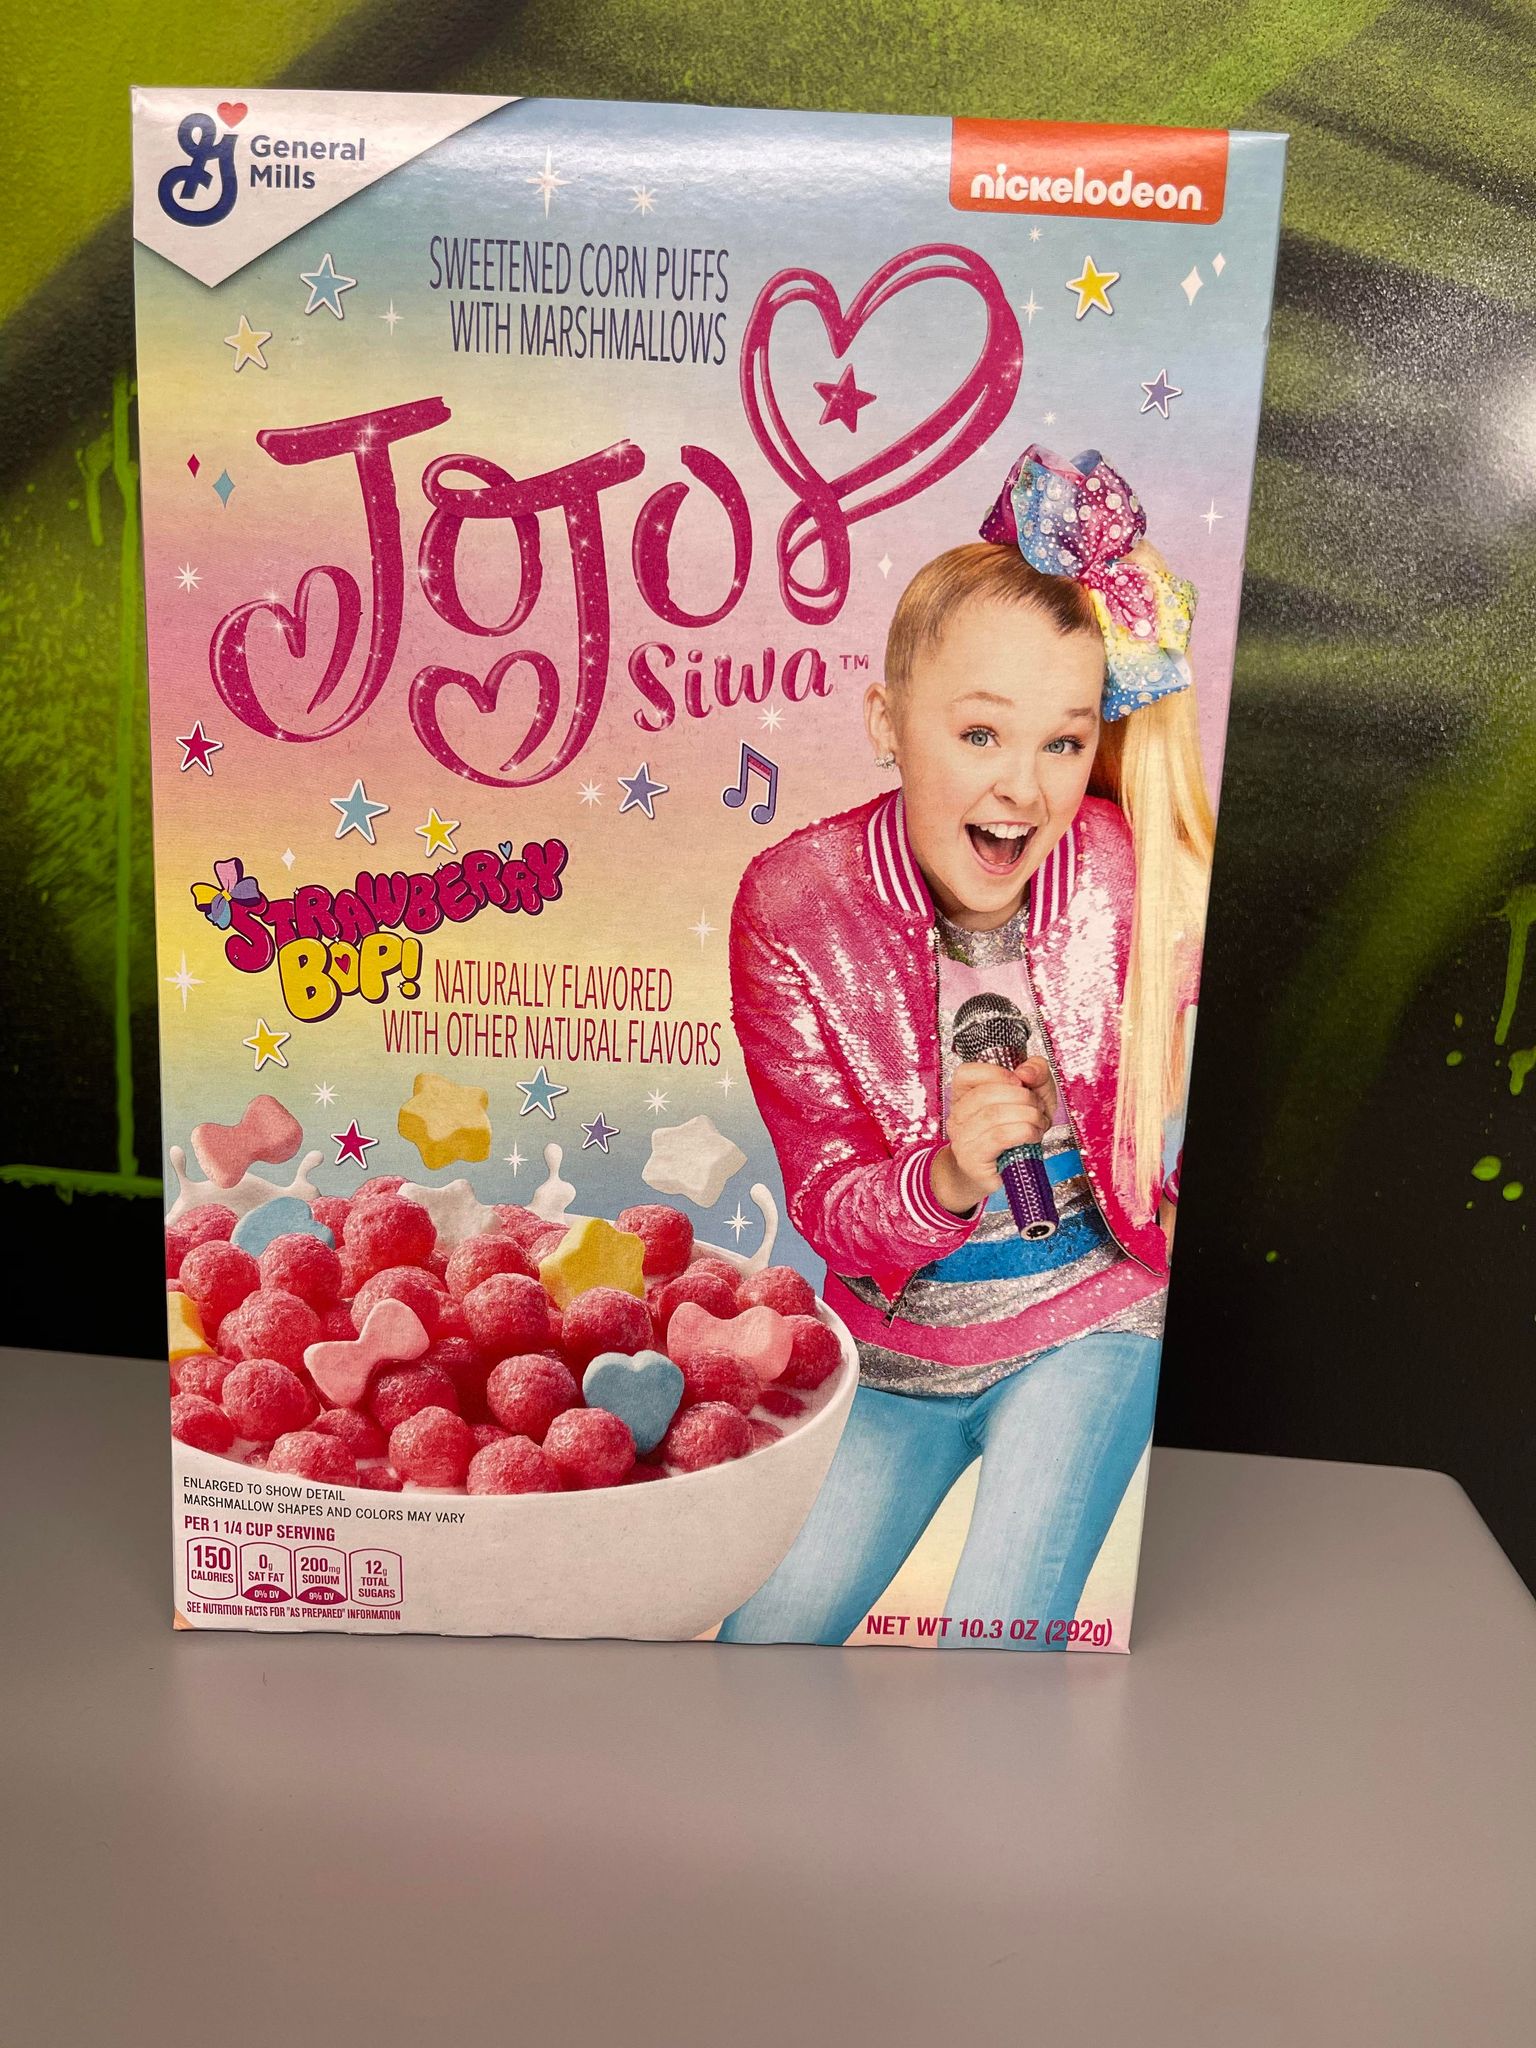 General
Mills
nickelodeon
SWEETENED CORN PUFFS
WITH MARSHMALLOWS
JoJo
Siwa™
STRAWBERRY
BOP!
NATURALLY FLAVORED
WITH OTHER NATURAL FLAVORS
ENLARGED TO SHOW DETAIL
MARSHMALLOW SHAPES AND COLORS MAY VARY
PER 1 1/4 CUP SERVING
150 CALORIES
0g SAT FAT 0% DV
200mg SODIUM 9% DV
12g TOTAL SUGARS
SEE NUTRITION FACTS FOR "AS PREPARED" INFORMATION
NET WT 10.3 OZ (292g)